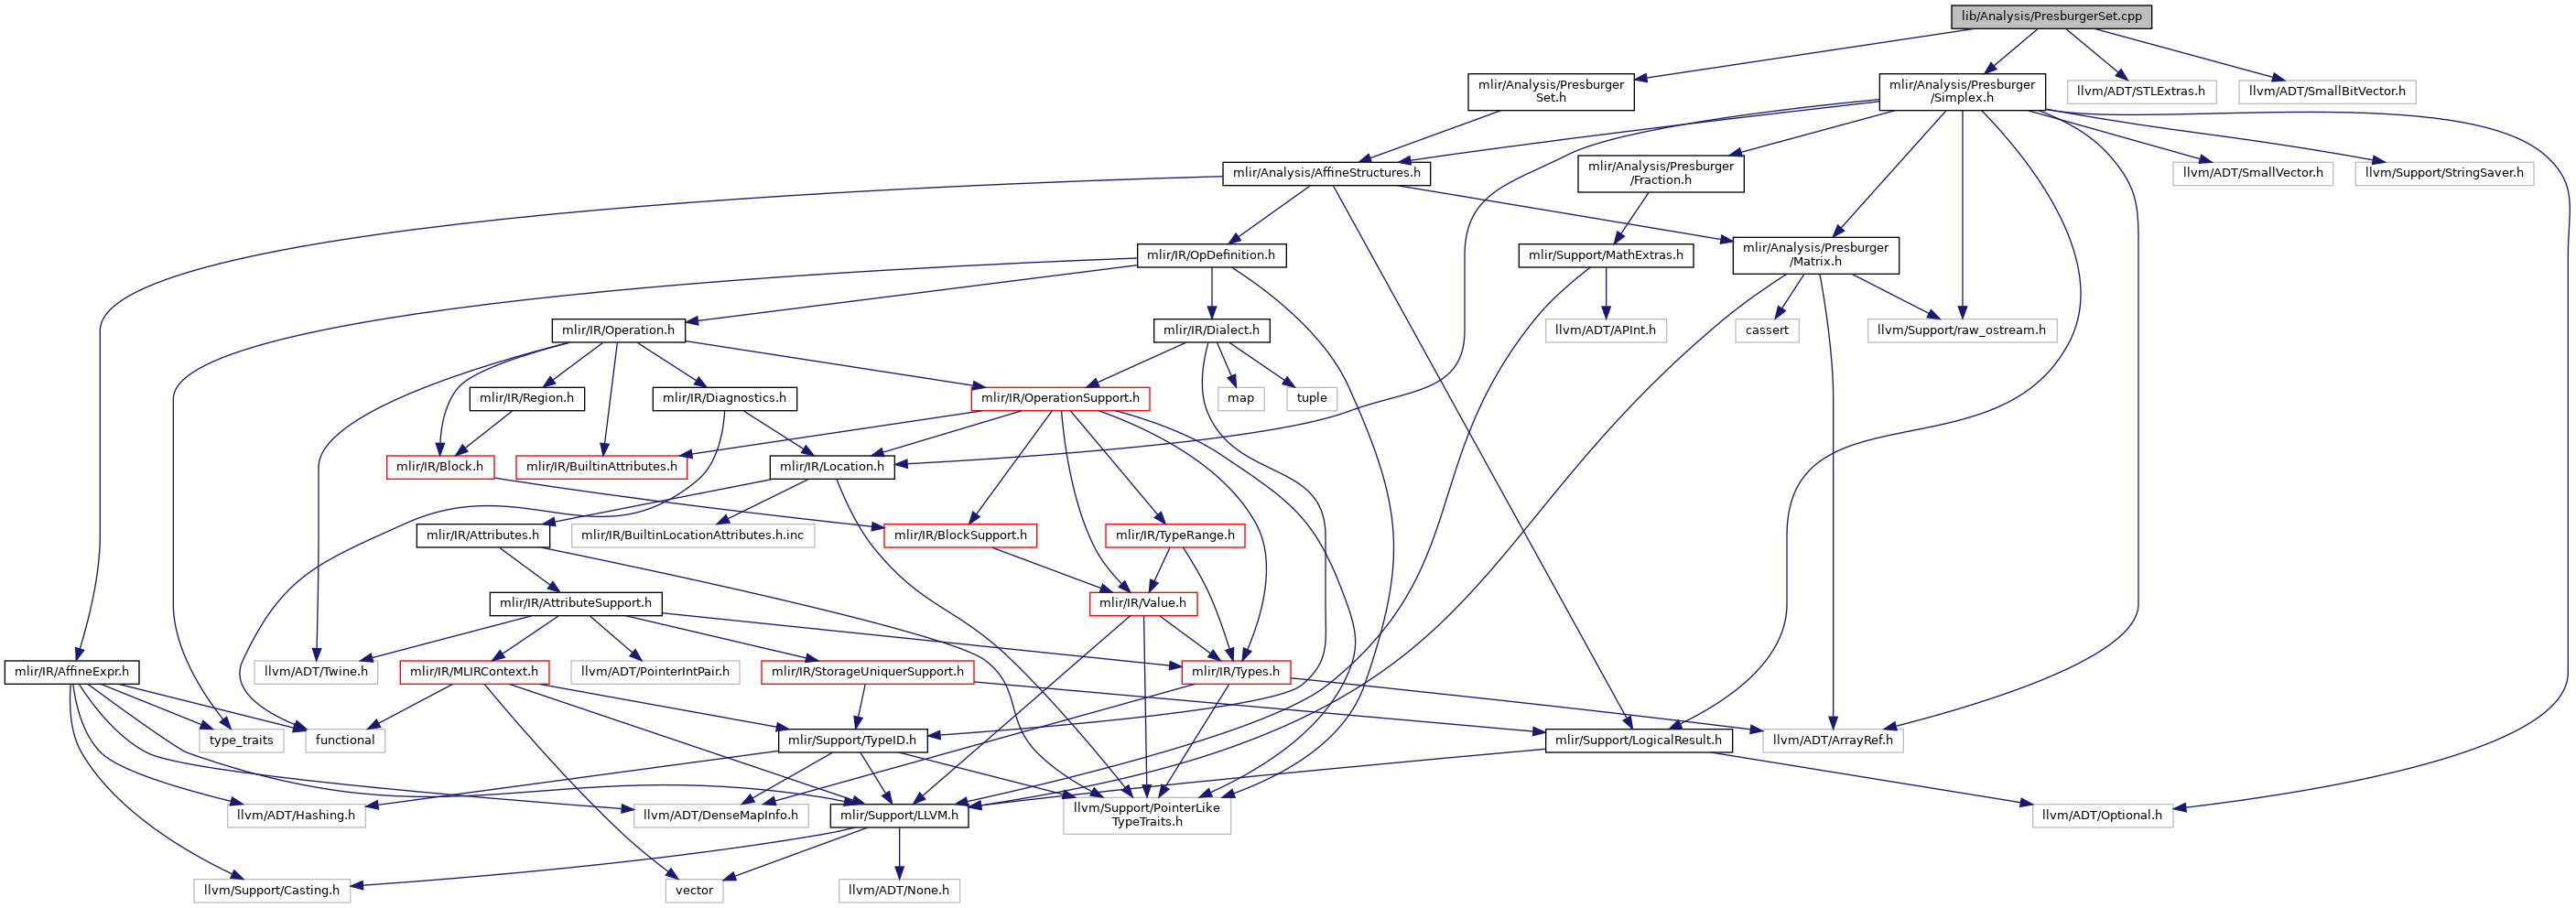 lib/Analysis/PresburgerSet.cpp
mlir/Analysis/Presburger
Set.h
mlir/Analysis/Presburger
/Simplex.h
llvm/ADT/STLExtras.h
llvm/ADT/SmallBitVector.h
mlir/Analysis/AffineStructures.h
mlir/Analysis/Presburger
/Fraction.h
llvm/ADT/SmallVector.h
llvm/Support/StringSaver.h
mlir/IR/OpDefinition.h
mlir/Support/MathExtras.h
mlir/Analysis/Presburger
/Matrix.h
mlir/IR/Operation.h
mlir/IR/Dialect.h
llvm/ADT/APInt.h
cassert
llvm/Support/raw_ostream.h
mlir/IR/Region.h
mlir/IR/Diagnostics.h
mlir/IR/OperationSupport.h
map
tuple
mlir/IR/Block.h
mlir/IR/BuiltinAttributes.h
mlir/IR/Location.h
mlir/IR/Attributes.h
mlir/IR/BuiltinLocationAttributes.h.inc
mlir/IR/BlockSupport.h
mlir/IR/TypeRange.h
mlir/IR/AttributeSupport.h
mlir/IR/Value.h
mlir/IR/AffineExpr.h
llvm/ADT/Twine.h
mlir/IR/MLIRContext.h
llvm/ADT/PointerIntPair.h
mlir/IR/StorageUniquerSupport.h
mlir/IR/Types.h
type_traits
functional
mlir/Support/TypeID.h
mlir/Support/LogicalResult.h
llvm/ADT/ArrayRef.h
llvm/ADT/Hashing.h
llvm/ADT/DenseMapInfo.h
mlir/Support/LLVM.h
llvm/Support/PointerLike
TypeTraits.h
llvm/ADT/Optional.h
llvm/Support/Casting.h
vector
llvm/ADT/None.h